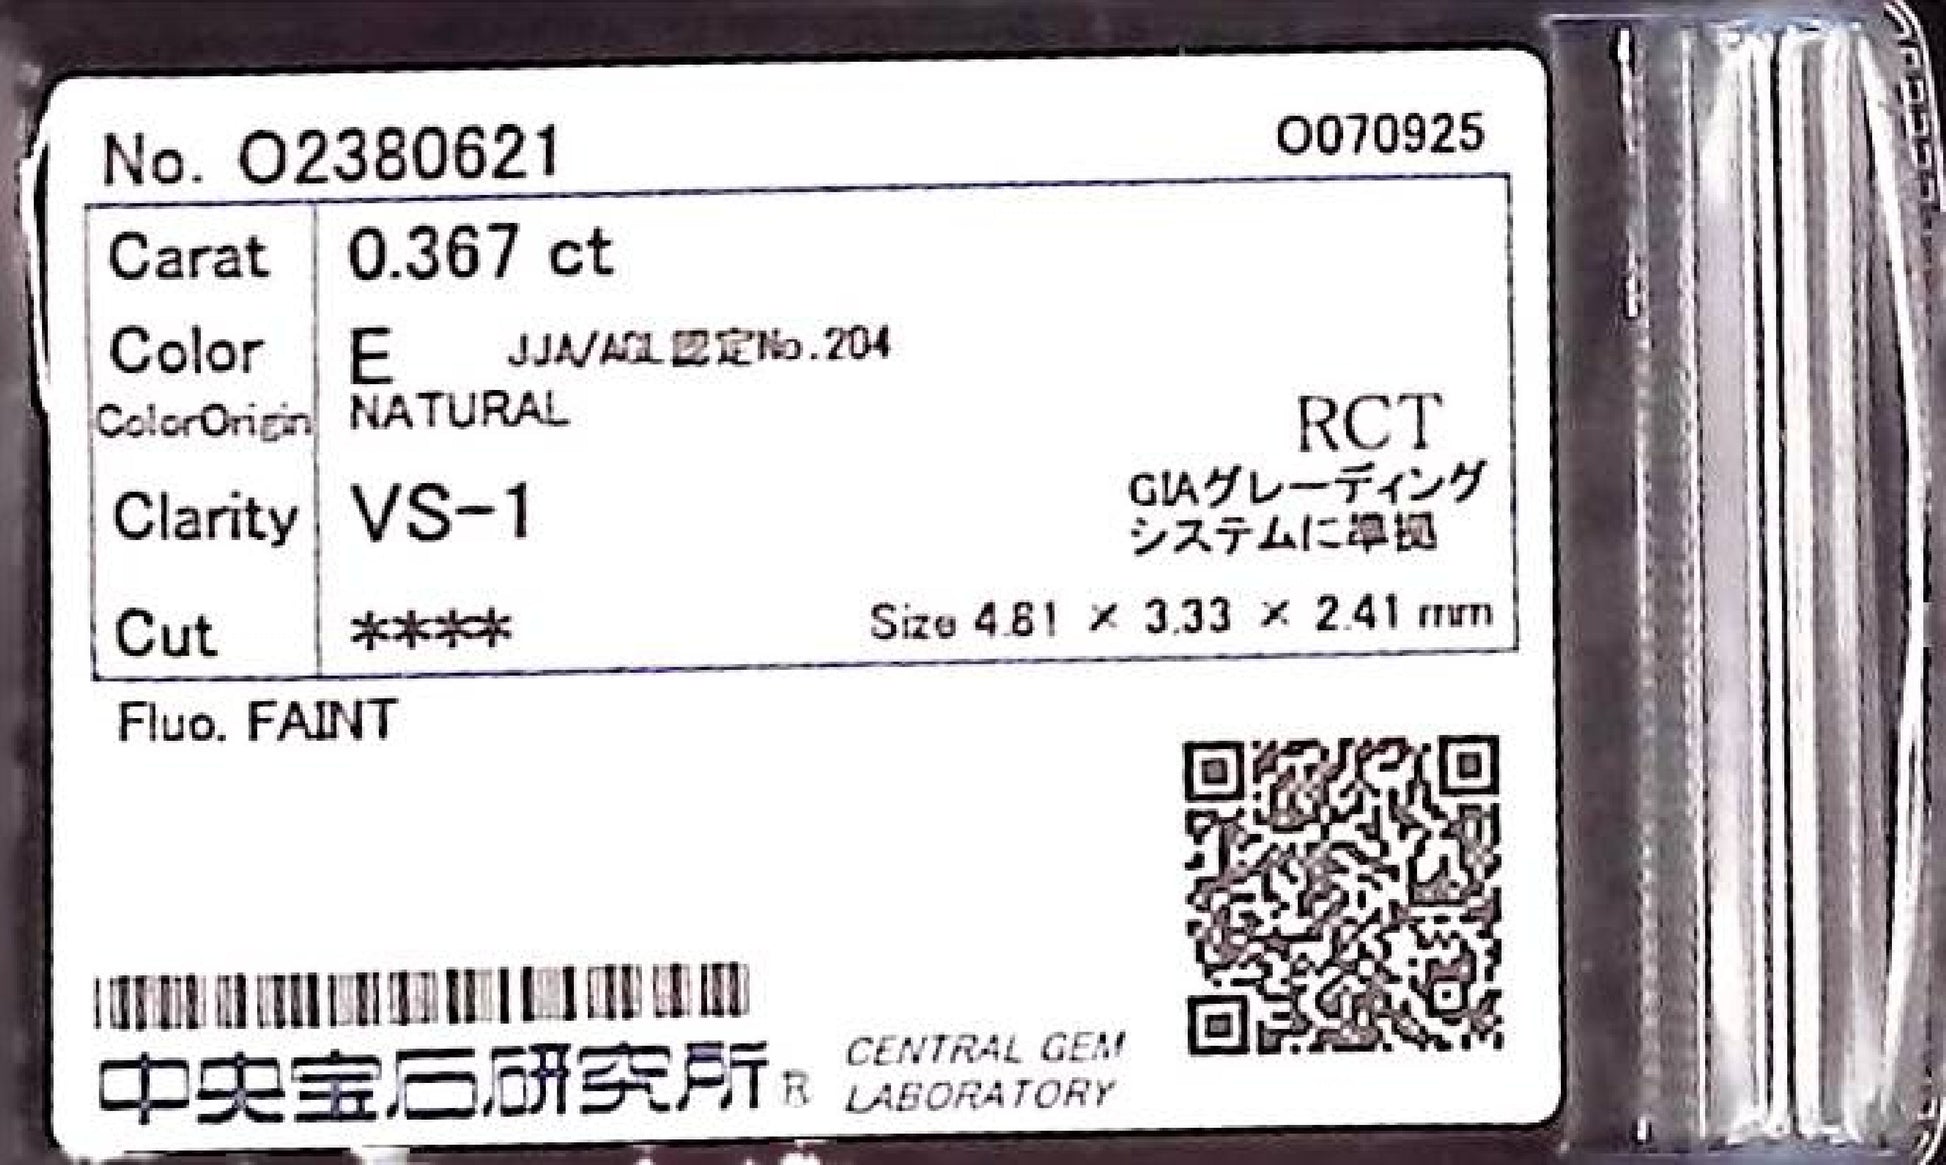 No. O2380621
O070925
Carat 0.367 ct
Color E JJA/AGL認定No.204
ColorOrigin NATURAL
RCT
Clarity VS-1
GIAグレーディング
システムに準拠
Cut ****
Size 4.61 × 3.33 × 2.41 mm
Fluo. FAINT
中央宝石研究所 R
CENTRAL GEM
LABORATORY